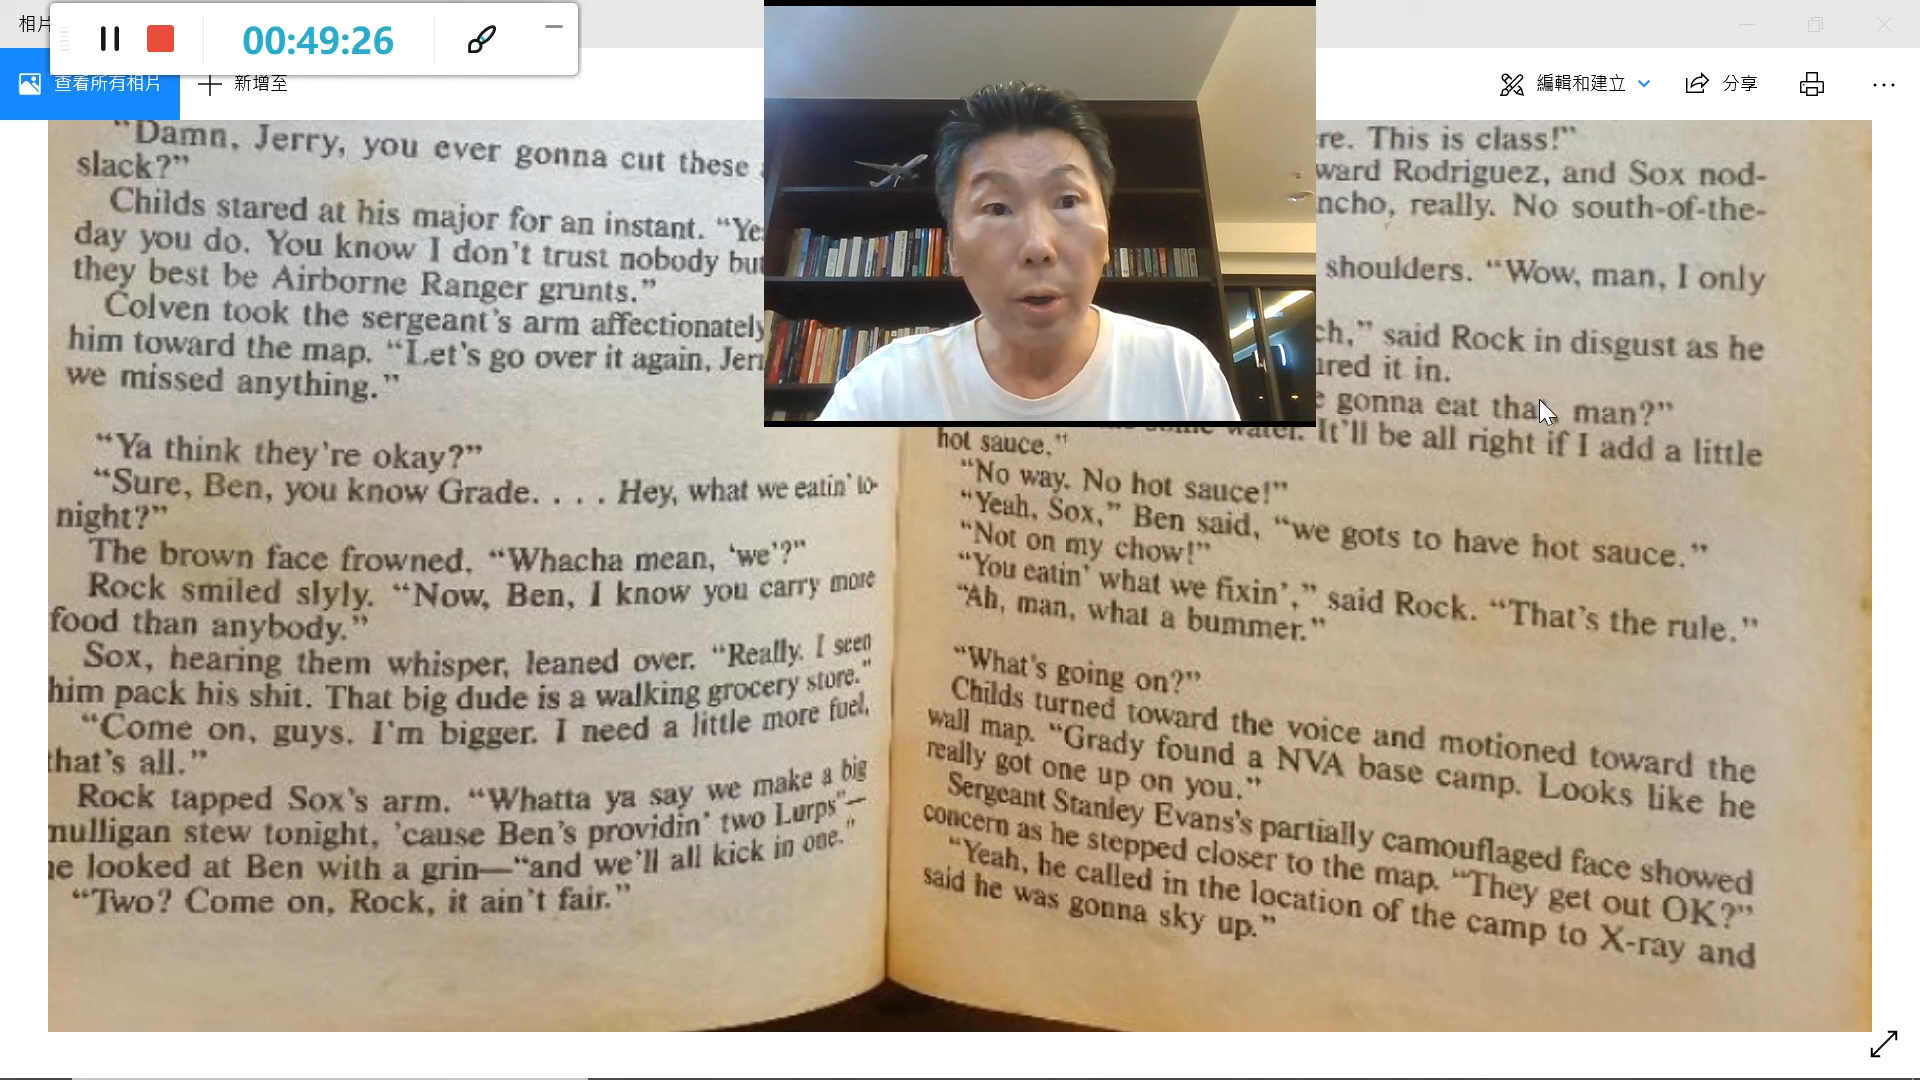 相片
00:49:26
查看所有相片
新增至
編輯和建立
分享
"Damn, Jerry, you ever gonna cut these
slack?"
Childs stared at his major for an instant.
day you do. You know I don't trust nobody
they best be Airborne Ranger grunts."
Colven took the sergeant's arm affectionately
him toward the map. "Let's go over it again,
we missed anything."
"Ya think they're okay?"
"Sure, Ben, you know Grade. . . . Hey, what we eatin' to-
night?"
The brown face frowned. "Whacha mean, 'we'?"
Rock smiled slyly. "Now, Ben, I know you carry more
food than anybody."
Sox, hearing them whisper, leaned over. "Really. I seen
him pack his shit. That big dude is a walking grocery store."
"Come on, guys. I'm bigger. I need a little more fuel,
that's all."
Rock tapped Sox's arm. "Whatta ya say we make a big
mulligan stew tonight, 'cause Ben's providin' two Lurps"—
he looked at Ben with a grin—"and we'll all kick in one."
"Two? Come on, Rock, it ain't fair."
This is class!"
Rodriguez, and Sox nod-
really. No south-of-the-
shoulders. "Wow, man, I only
said Rock in disgust as he
it in.
gonna eat that, man?"
water. It'll be all right if I add a little
hot sauce."
"No way. No hot sauce!"
"Yeah, Sox," Ben said, "we gots to have hot sauce."
"Not on my chow!"
"You eatin' what we fixin'," said Rock. "That's the rule."
"Ah, man, what a bummer."
"What's going on?"
Childs turned toward the voice and motioned toward the
wall map. "Grady found a NVA base camp. Looks like he
really got one up on you."
Sergeant Stanley Evans's partially camouflaged face showed
concern as he stepped closer to the map. "They get out OK?"
"Yeah, he called in the location of the camp to X-ray and
said he was gonna sky up."